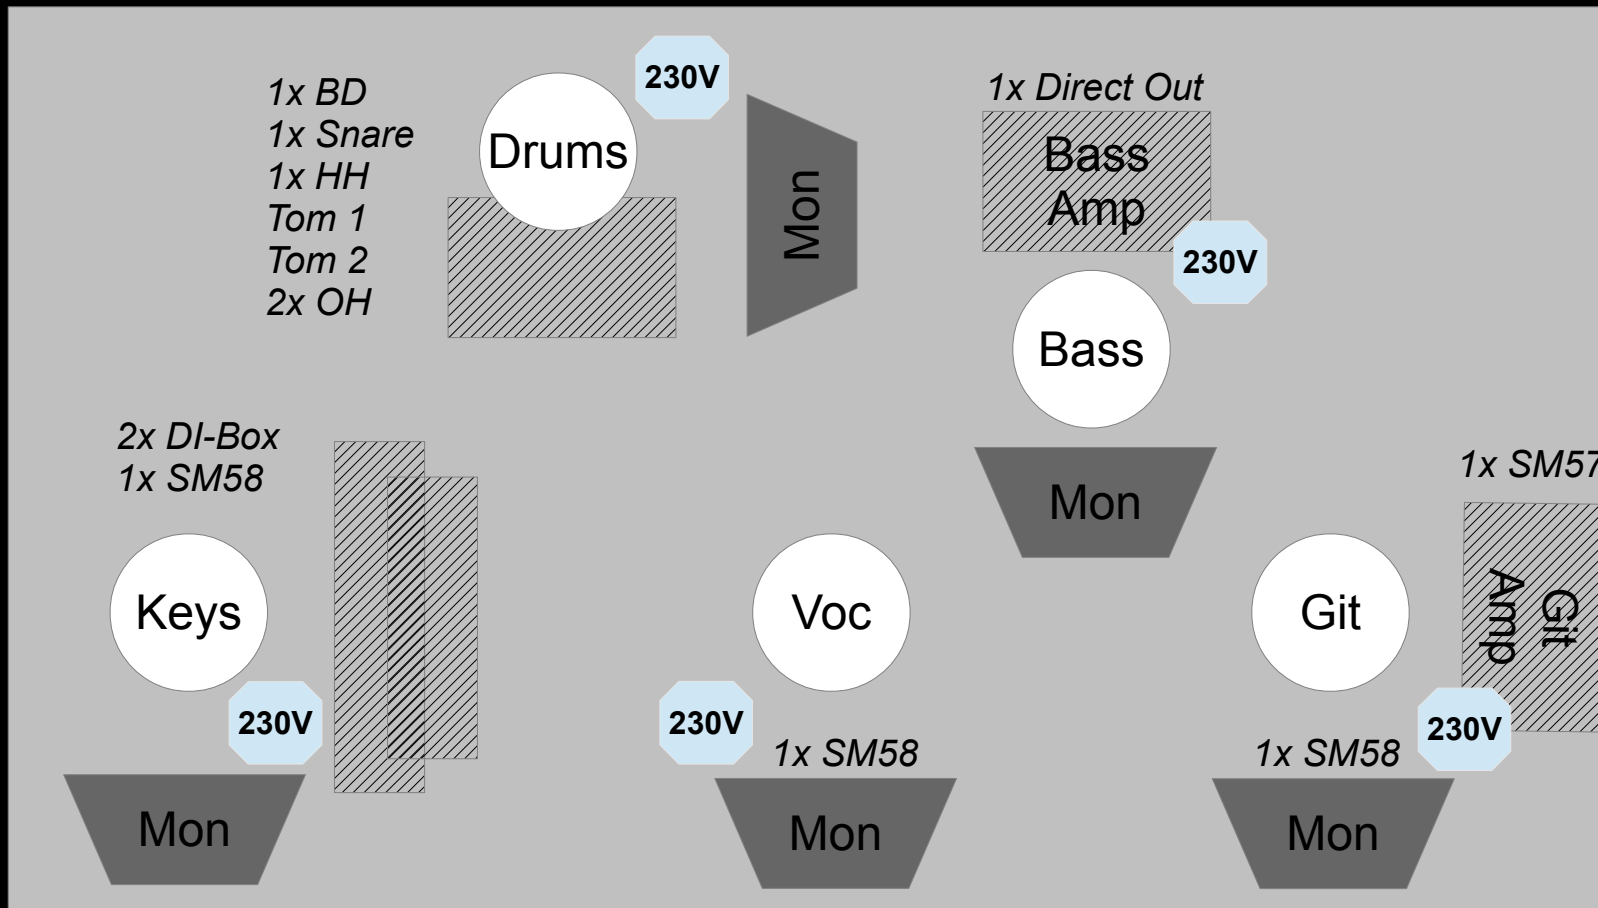 1x BD
1x Snare
1x HH
Tom 1
Tom 2
2x OH
Drums
230V
Mon
1x Direct Out
Bass
Amp
230V
Bass
Mon
2x DI-Box
1x SM58
Keys
230V
Mon
Voc
230V
1x SM58
Mon
1x SM57
Git
Amp
Git
230V
1x SM58
Mon